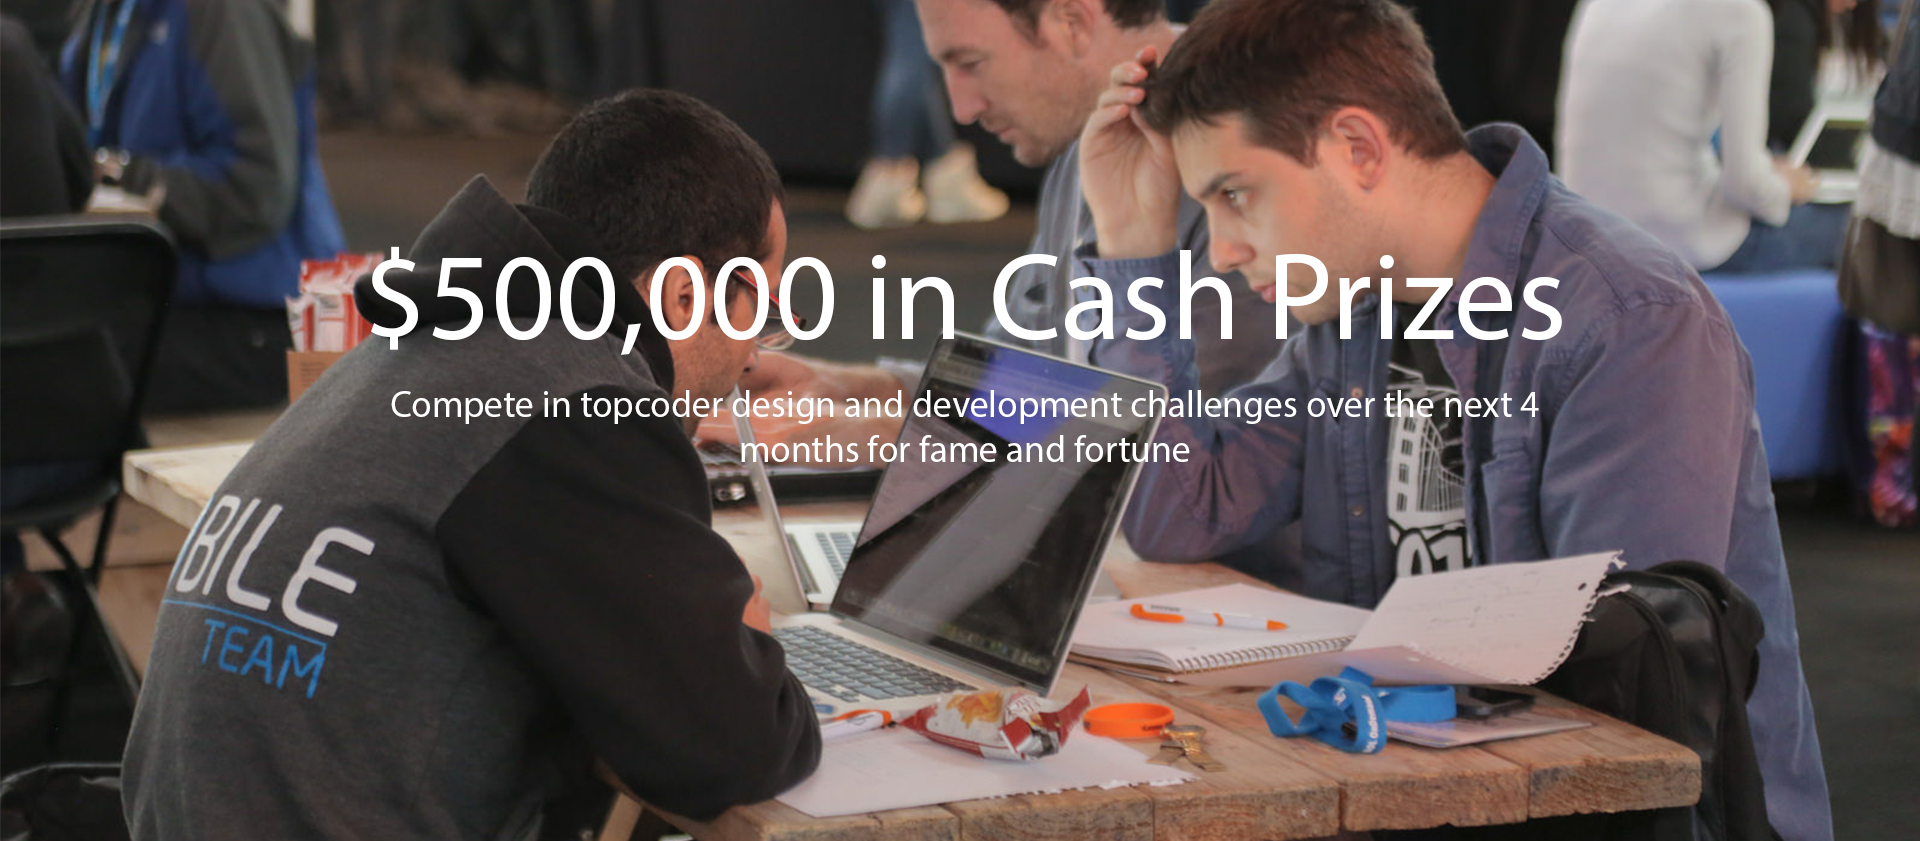 $500,000 in Cash Prizes
Compete in topcoder design and development challenges over the next 4
months for fame and fortune
BILE
TEAM